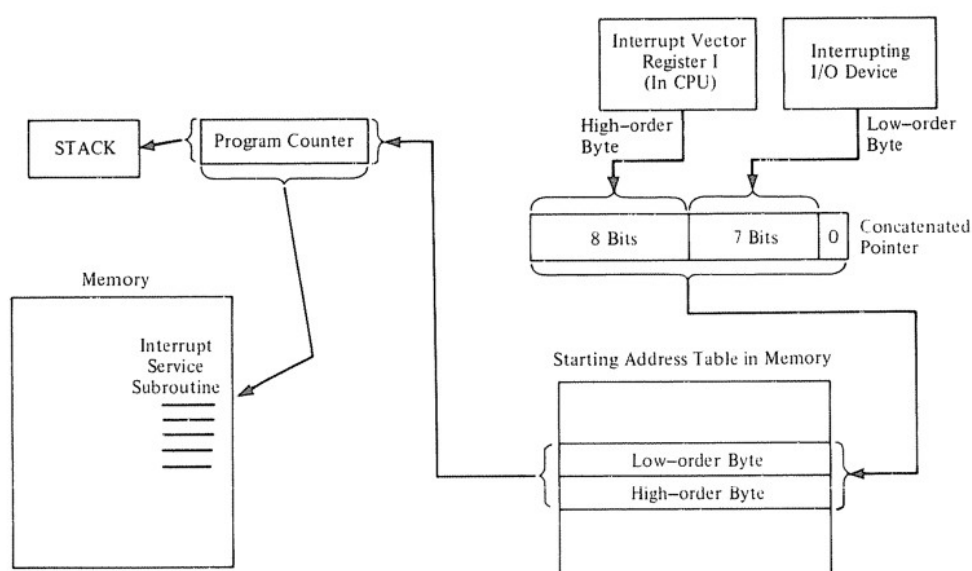 Interrupt Vector
Register I
(In CPU)
Interrupting
I/O Device
High-order
Byte
Low-order
Byte
STACK
Program Counter
8 Bits
7 Bits
0
Concatenated
Pointer
Memory
Interrupt
Service
Subroutine
Starting Address Table in Memory
Low-order Byte
High-order Byte